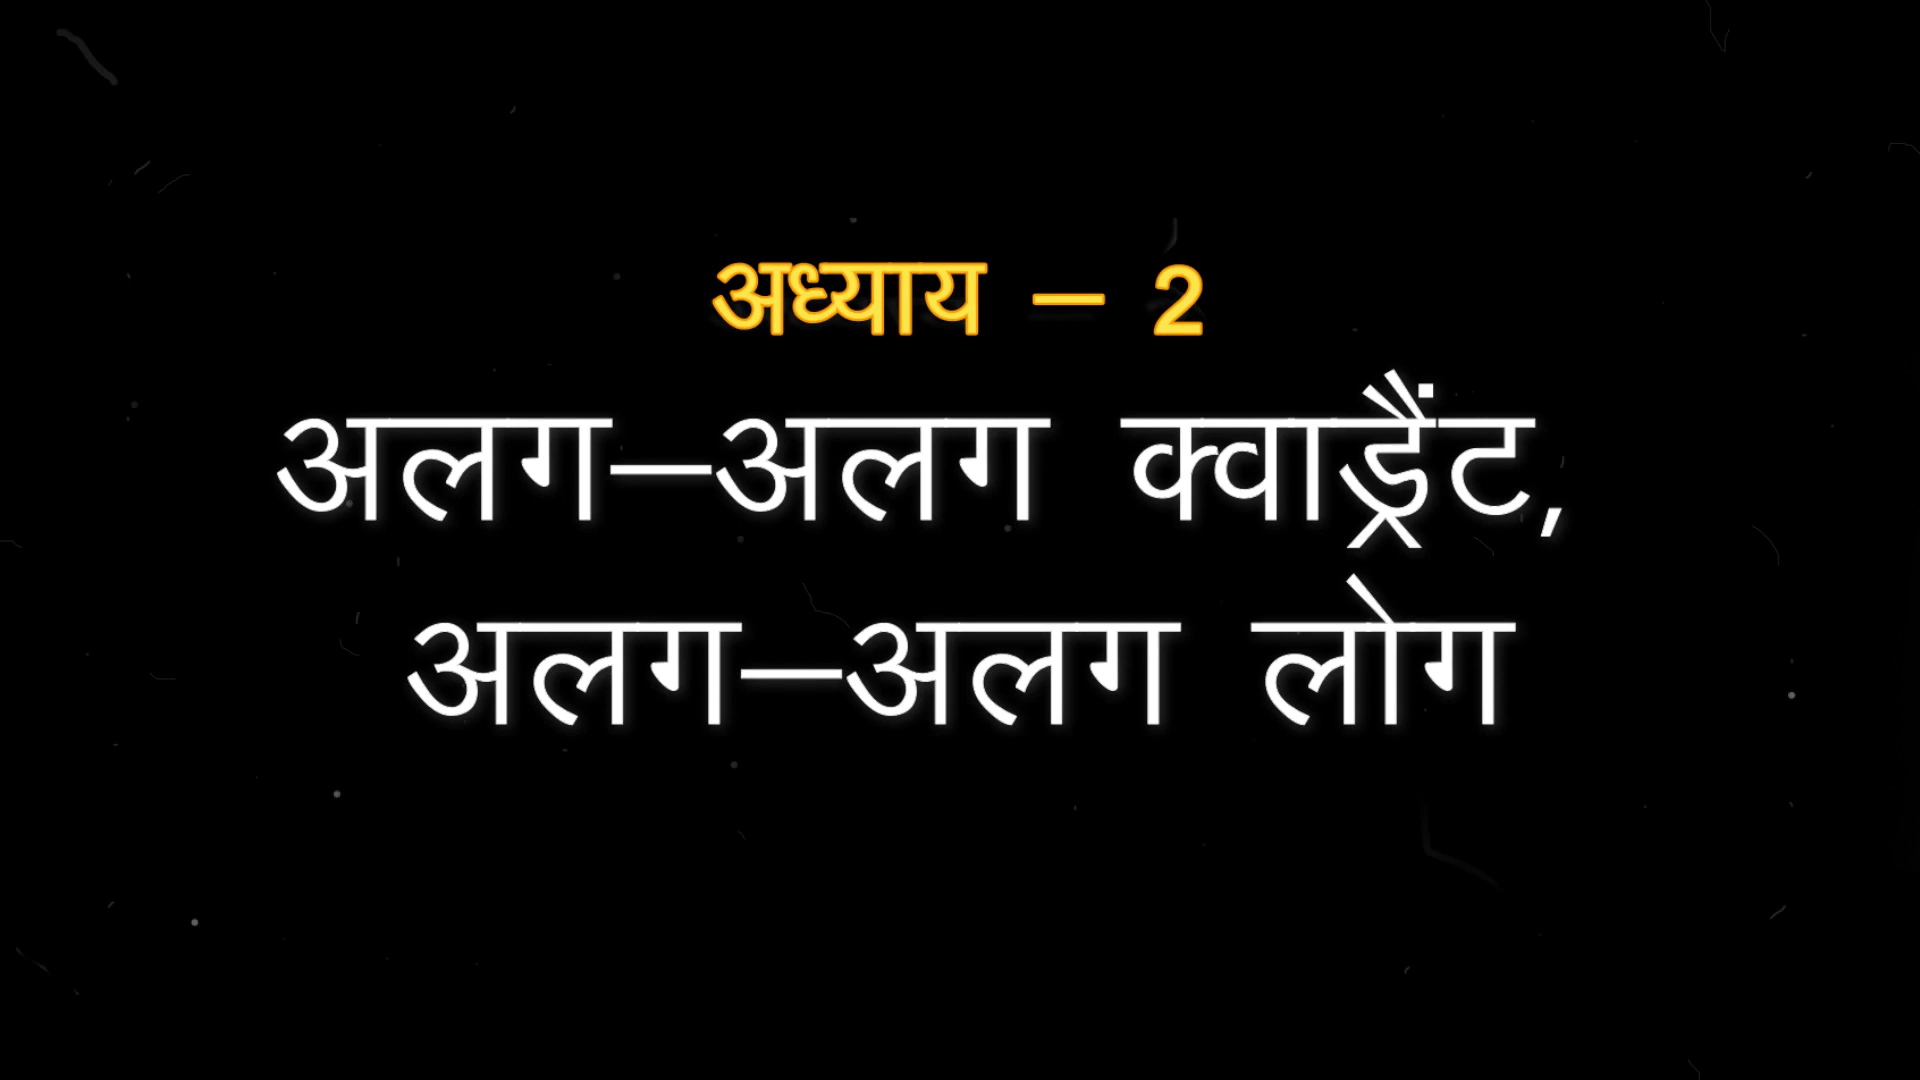 अध्याय – 2
अलग–अलग क्वाड्रैंट,
अलग–अलग लोग